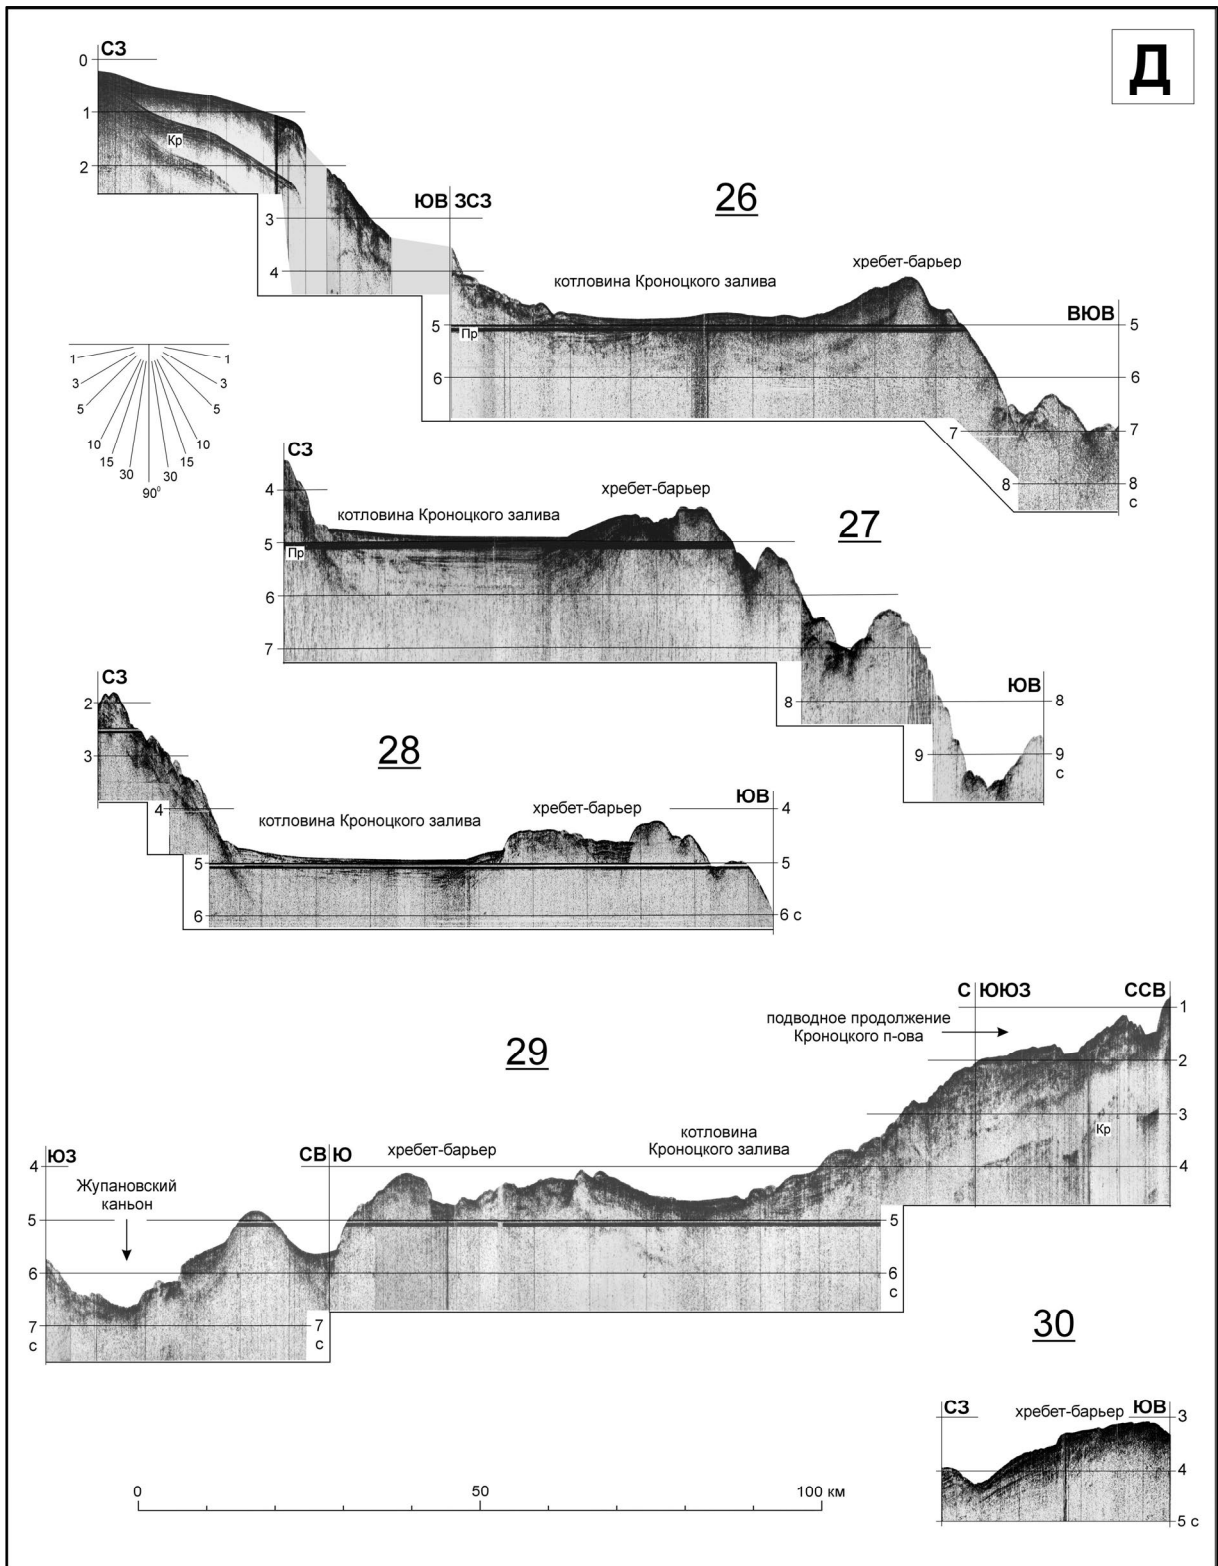 Д
СЗ
0
1
2
Кр
3
4
ЮВ ЗСЗ
26
хребет-барьер
котловина Кроноцкого залива
ВЮВ
5
Пр
6
5
6
7
7
8
8
с
1 1
3 3
5 5
10 10
15 15
30 30
90⁰
СЗ
4
хребет-барьер
котловина Кроноцкого залива
27
5
Пр
6
7
ЮВ
8
8
9
9
с
СЗ
2
3
28
4
хребет-барьер
ЮВ
4
котловина Кроноцкого залива
5
5
6
6 с
С ЮЮЗ ССВ
1
подводное продолжение
Кроноцкого п-ова
29
2
3
Кр
котловина
Кроноцкого залива
хребет-барьер
ЮЗ СВ Ю
4
4
Жупановский
каньон
5
5
6
6
с
7
с
7
с
30
СЗ хребет-барьер ЮВ
3
4
5 с
0 50 100 км